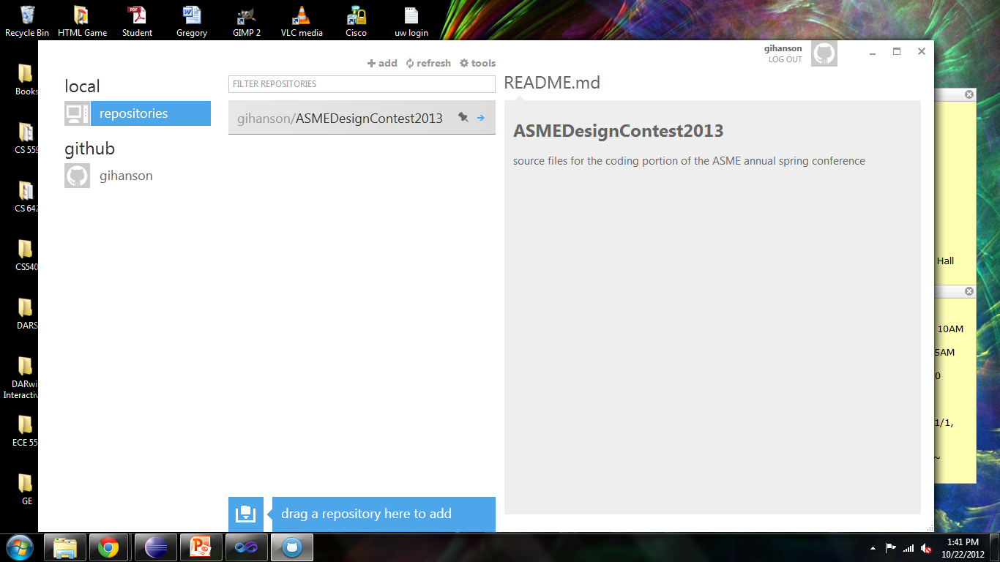 Recycle Bin
HTML Game
Student
Gregory
GIMP 2
VLC media
Cisco
uw login
Books
CS 559
CS 642
CS540
DARS
DARwi
Interactiv
ECE 55
GE
gihanson
LOG OUT
+ add
refresh
tools
local
repositories
github
gihanson
FILTER REPOSITORIES
gihanson/ASMEDesignContest2013
README.md
ASMEDesignContest2013
source files for the coding portion of the ASME annual spring conference
drag a repository here to add
Hall
10AM
5AM
0
1/1,
~
1:41 PM
10/22/2012